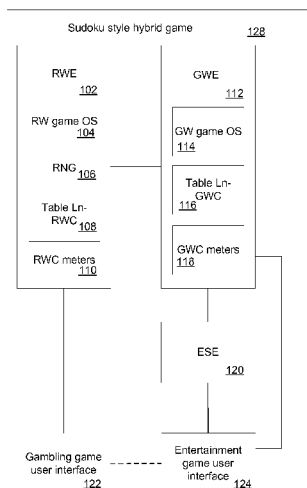 Sudoku style hybrid game
128
RWE
102
RW game OS
104
RNG
106
Table Ln-
RWC
108
RWC meters
110
GWE
112
GW game OS
114
Table Ln-
GWC
116
GWC meters
118
ESE
120
Gambling game
user interface
122
Entertainment
game user
interface
124